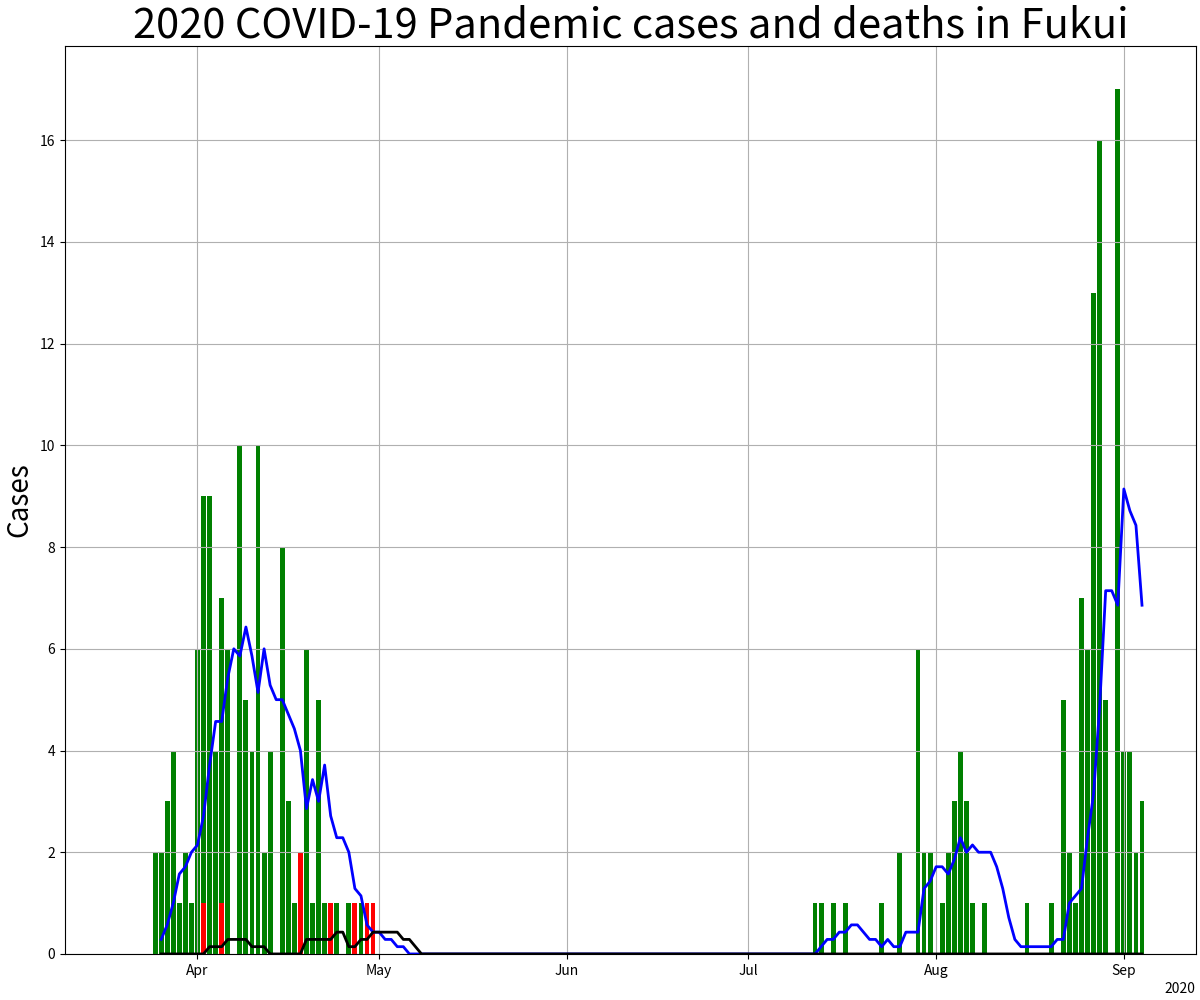 2020 COVID-19 Pandemic cases and deaths in Fukui
Cases
16
14
12
10
8
6
4
2
0
Apr
May
Jun
Jul
Aug
Sep
2020